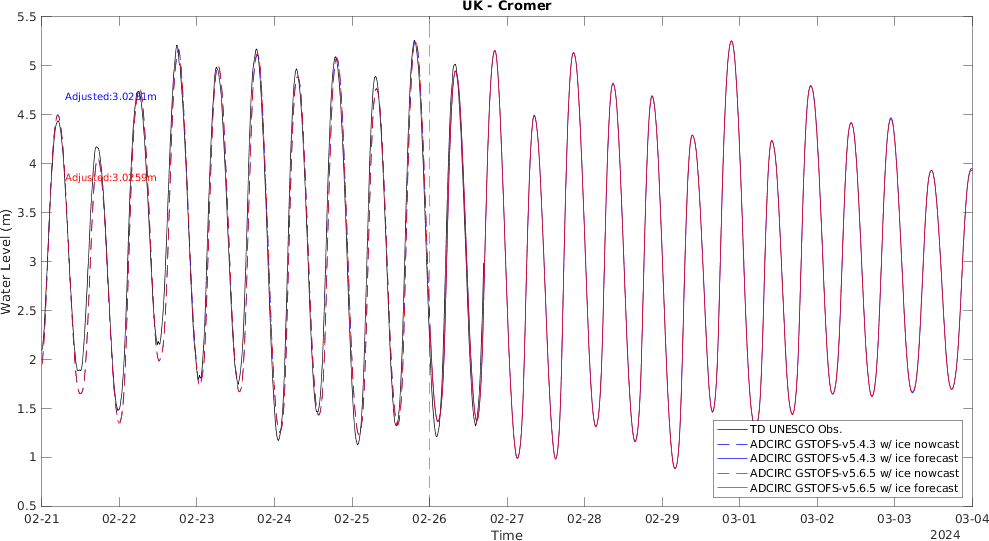 UK - Cromer
5.5
5
4.5
4
3.5
3
2.5
2
1.5
1
0.5
Water Level (m)
Adjusted:3.0259m
02-21 02-22 02-23 02-24 02-25 02-26 02-27 02-28 02-29 03-01 03-02 03-03 03-04
Time
2024
TD UNESCO Obs.
ADCIRC GSTOFS-v5.4.3 w/ ice nowcast
ADCIRC GSTOFS-v5.4.3 w/ ice forecast
ADCIRC GSTOFS-v5.6.5 w/ ice nowcast
ADCIRC GSTOFS-v5.6.5 w/ ice forecast